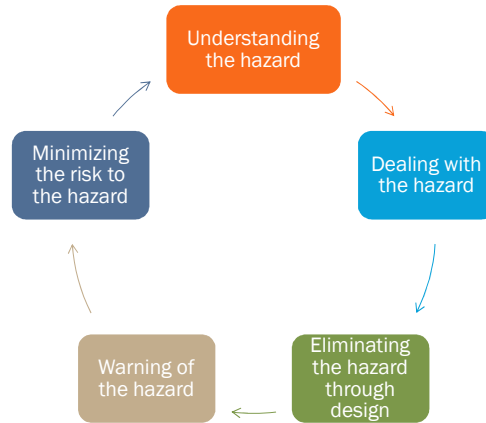 Understanding
the hazard
Dealing with
the hazard
Eliminating
the hazard
through
design
Warning of
the hazard
Minimizing
the risk to
the hazard